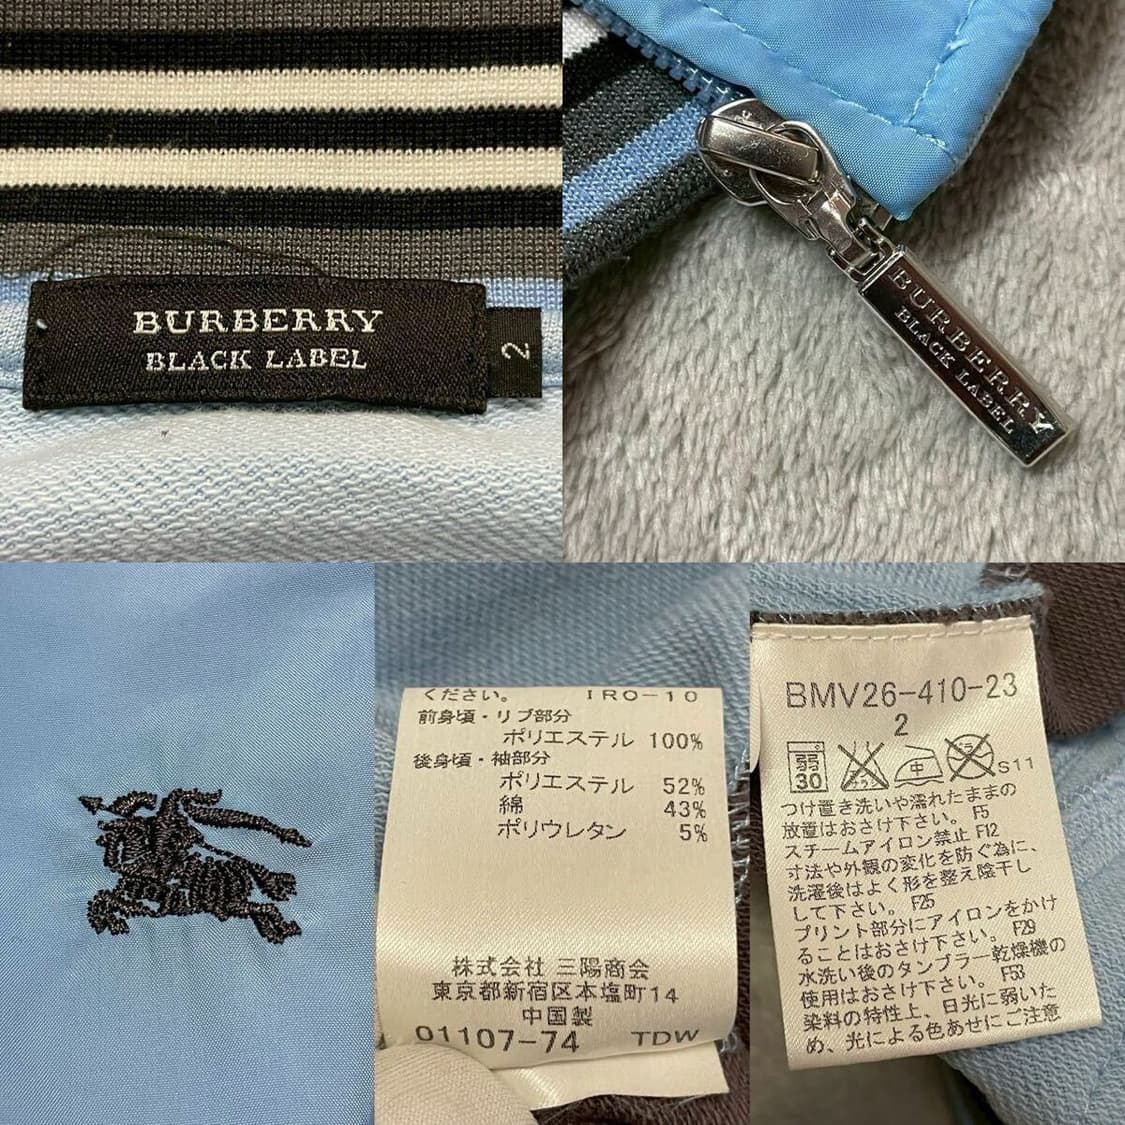 BURBERRY
BLACK LABEL
2
BURBERRY
BLACK LABEL
ください。 IRO-10
前身頃・リブ部分
ポリエステル 100%
後身頃・袖部分
ポリエステル 52%
綿 43%
ポリウレタン 5%
株式会社 三陽商会
東京都新宿区本塩町14
中国製
01107-74 TDW
BMV26-410-23
2
弱
30
中
S11
つけ置き洗いや濡れたままの
放置はおさけ下さい。 F5
スチームアイロン禁止 F12
寸法や外観の変化を防ぐ為に、
洗濯後はよく形を整え陰干し
して下さい。 F25
プリント部分にアイロンをかけ
ることはおさけ下さい。 F29
水洗い後のタンブラー乾燥機の
使用はおさけ下さい。 F53
染料の特性上、日光に弱いた
め、光による色あせにご注意